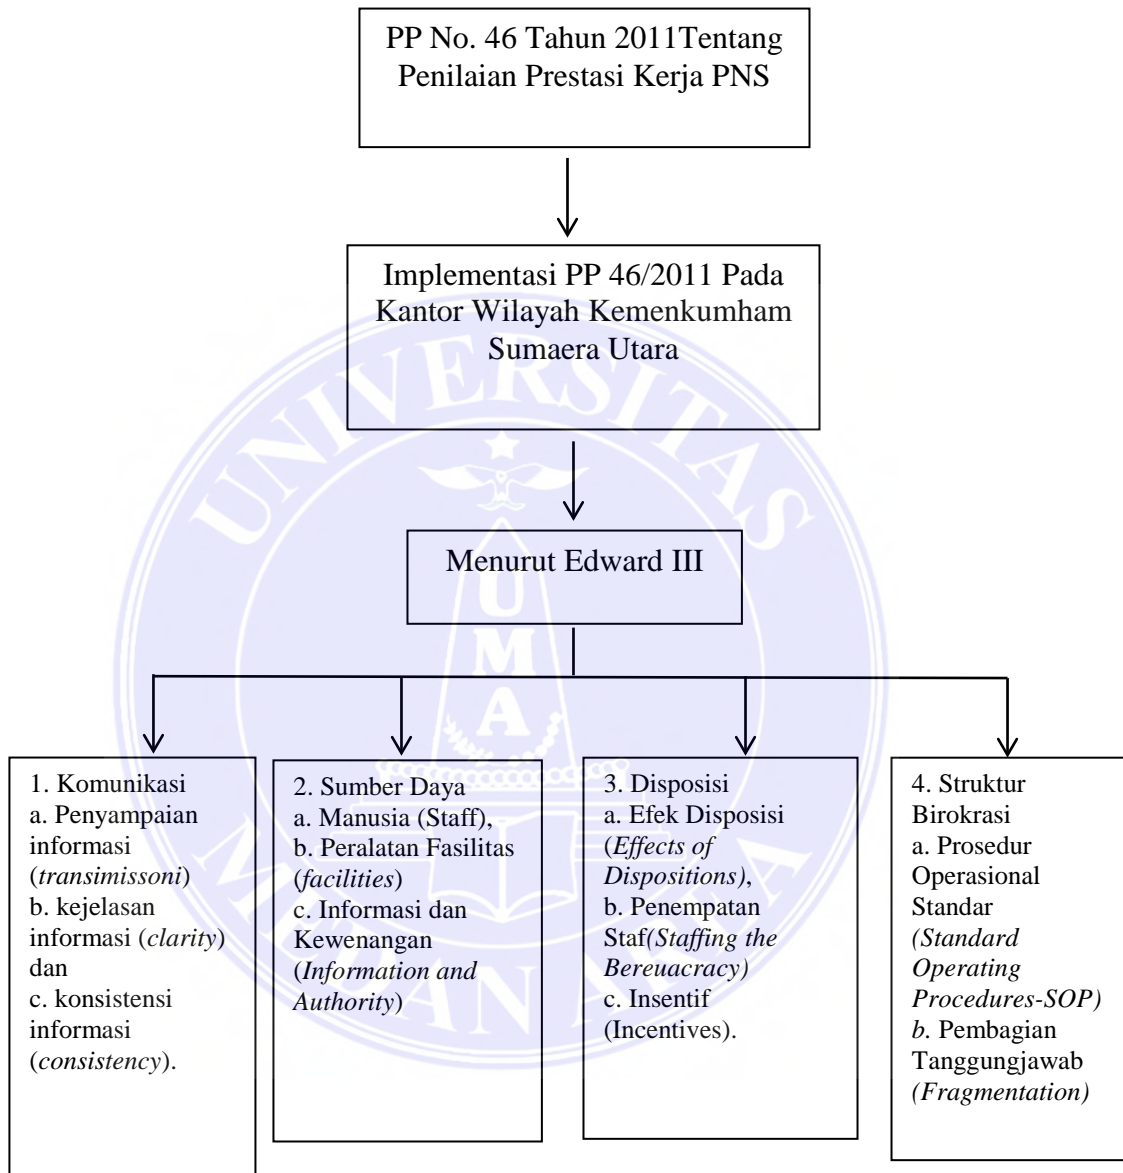 PP No. 46 Tahun 2011Tentang
Penilaian Prestasi Kerja PNS
Implementasi PP 46/2011 Pada
Kantor Wilayah Kemenkumham
Sumaera Utara
Menurut Edward III
1. Komunikasi
a. Penyampaian
informasi
(transimissoni)
b. kejelasan
informasi (clarity)
dan
c. konsistensi
informasi
(consistency).
2. Sumber Daya
a. Manusia (Staff),
b. Peralatan Fasilitas
(facilities)
c. Informasi dan
Kewenangan
(Information and
Authority)
3. Disposisi
a. Efek Disposisi
(Effects of
Dispositions),
b. Penempatan
Staf(Staffing the
Bereuacracy)
c. Insentif
(Incentives).
4. Struktur
Birokrasi
a. Prosedur
Operasional
Standar
(Standard
Operating
Procedures-SOP)
b. Pembagian
Tanggungjawab
(Fragmentation)
UNIVERSITAS
MEDAN AREA
U
M
A